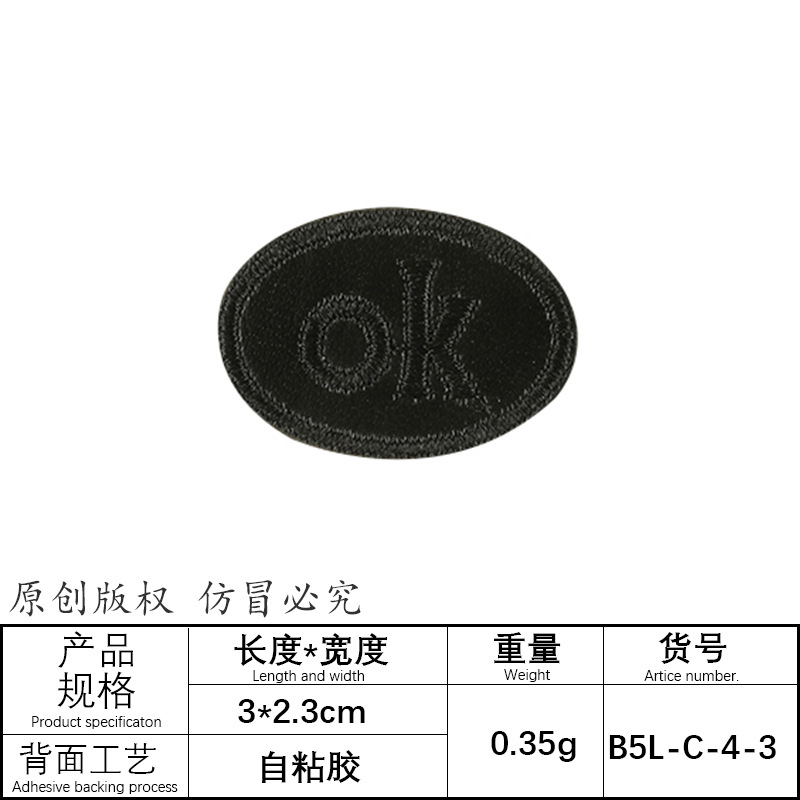 ok
原创版权 仿冒必究
产品
规格
Product specificaton
长度*宽度
Length and width
重量
Weight
货号
Artice number.
3*2.3cm
0.35g
B5L-C-4-3
背面工艺
Adhesive backing process
自粘胶